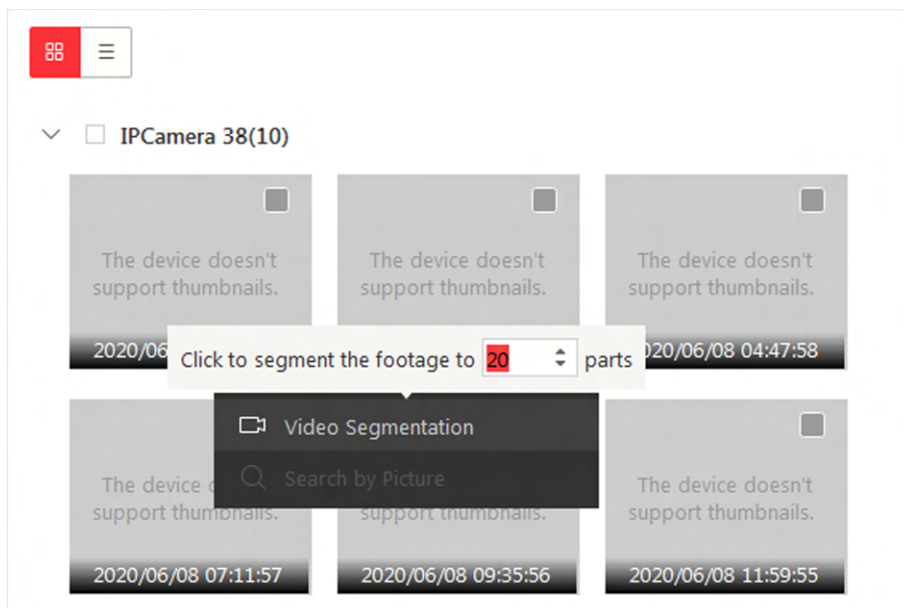 IPCamera 38(10)
The device doesn't
support thumbnails.
The device doesn't
support thumbnails.
The device doesn't
support thumbnails.
2020/06
2020/06/08 04:47:58
Click to segment the footage to 20 parts
Video Segmentation
Search by Picture
The device
support thumbnails.
support thumbnails.
The device doesn't
support thumbnails.
2020/06/08 07:11:57
2020/06/08 09:35:56
2020/06/08 11:59:55